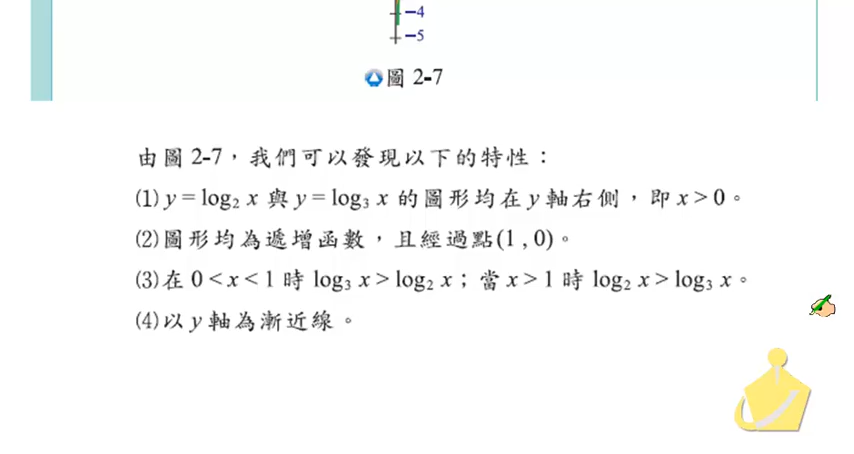 -4
-5
圖 2-7
由圖 2-7，我們可以發現以下的特性：
(1) y = log₂ x 與 y = log₃ x 的圖形均在 y 軸右側，即 x > 0。
(2) 圖形均為遞增函數，且經過點(1 , 0)。
(3) 在 0 < x < 1 時 log₃ x > log₂ x；當 x > 1 時 log₂ x > log₃ x。
(4) 以 y 軸為漸近線。